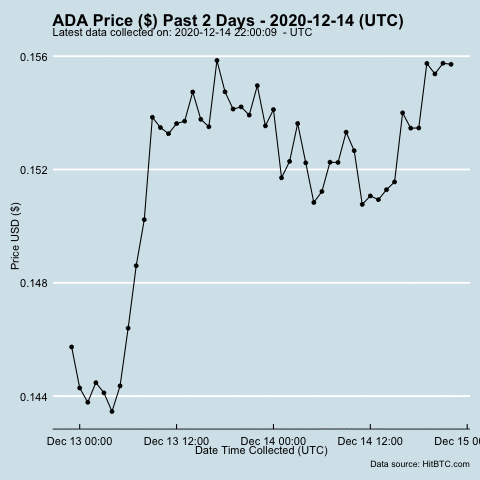 ADA Price ($) Past 2 Days - 2020-12-14 (UTC)
Latest data collected on: 2020-12-14 22:00:09 - UTC
0.156
0.152
0.148
0.144
Price USD ($)
Dec 13 00:00 Dec 13 12:00 Dec 14 00:00 Dec 14 12:00 Dec 15 0
Date Time Collected (UTC)
Data source: HitBTC.com